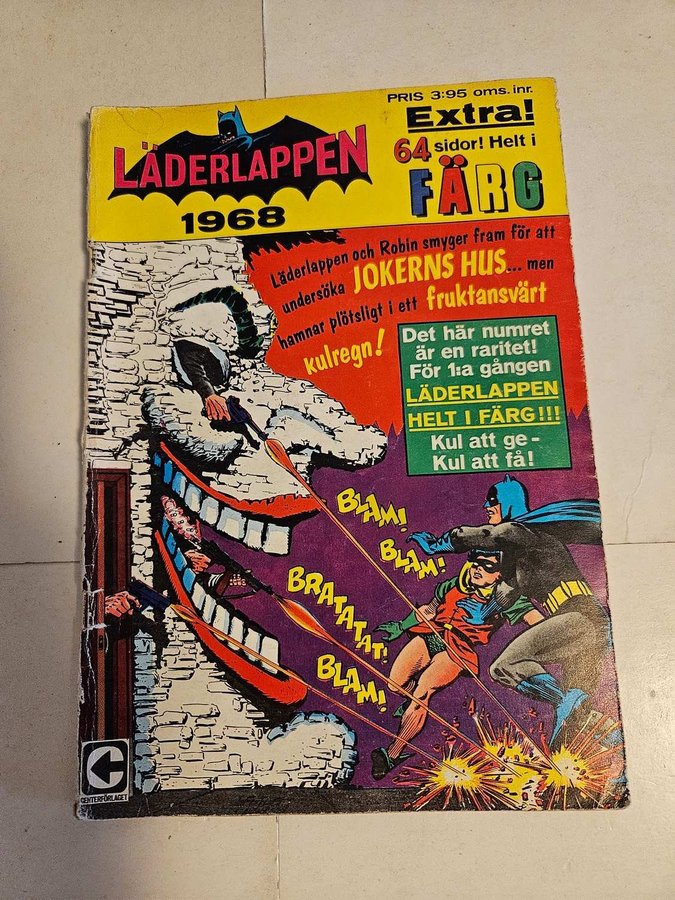 PRIS 3:95 oms. inr.
Extra!
64 sidor! Helt i
FÄRG
LÄDERLAPPEN
1968
Läderlappen och Robin smyger fram för att
undersöka JOKERNS HUS... men
hamnar plötsligt i ett fruktansvärt
kulregn!
Det här numret
är en raritet!
För 1:a gången
LÄDERLAPPEN
HELT I FÄRG!!!
Kul att ge -
Kul att få!
BLAM!
BLAM!
BRATATAT!
BLAM!
C
CENTERFÖRLAGET